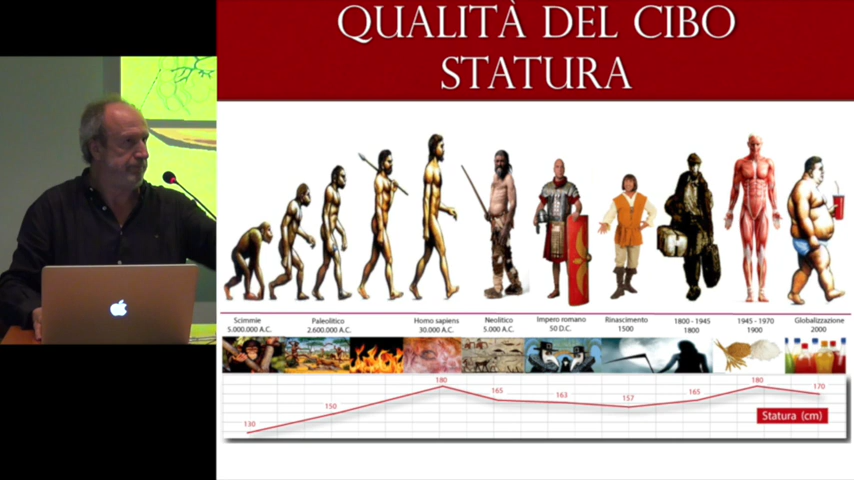 QUALITÀ DEL CIBO
STATURA
Scimmie
5.000.000 A.C.
Paleolitico
2.600.000 A.C.
Homo sapiens
30.000 A.C.
Neolitico
5.000 A.C.
Impero romano
50 D.C.
Rinascimento
1500
1800 - 1945
1800
1945 - 1970
1900
Globalizzazione
2000
130
150
180
165
163
157
165
180
170
Statura (cm)